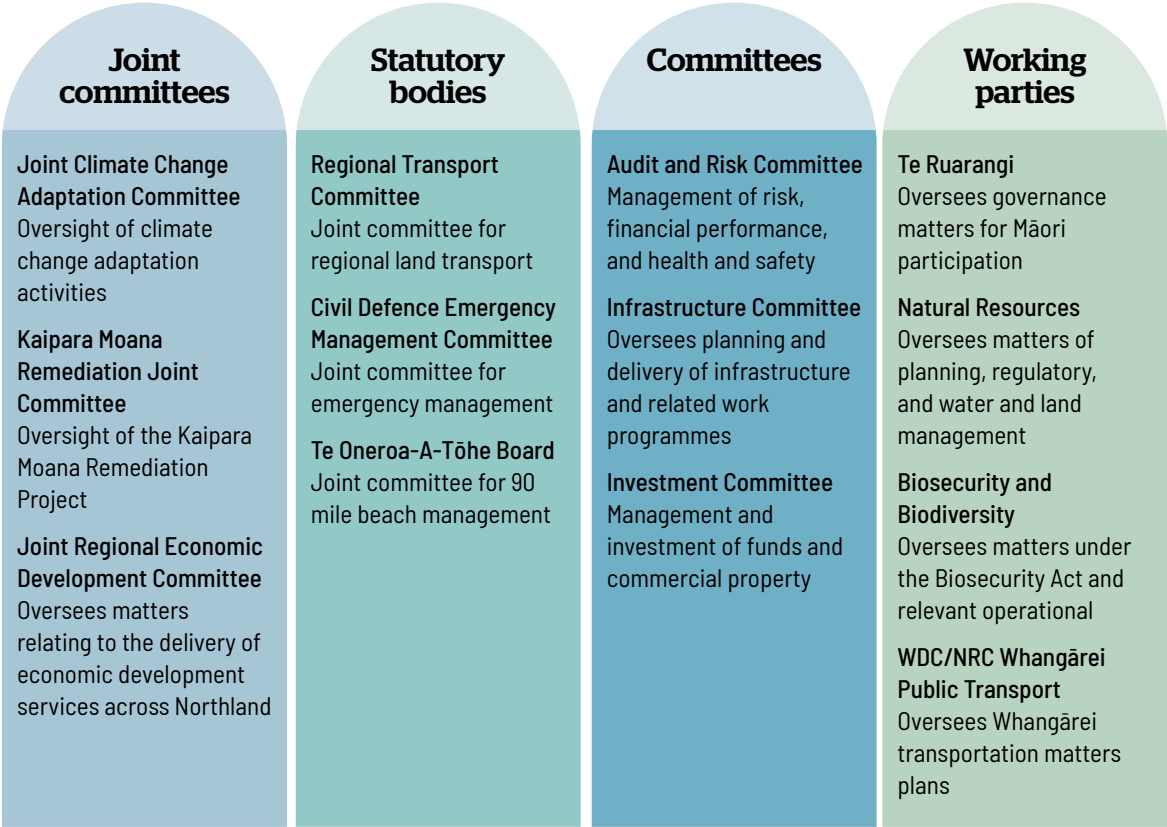 Joint
committees
Joint Climate Change
Adaptation Committee
Oversight of climate
change adaptation
activities
Kaipara Moana
Remediation Joint
Committee
Oversight of the Kaipara
Moana Remediation
Project
Joint Regional Economic
Development Committee
Oversees matters
relating to the delivery of
economic development
services across Northland
Statutory
bodies
Regional Transport
Committee
Joint committee for
regional land transport
Civil Defence Emergency
Management Committee
Joint committee for
emergency management
Te Oneroa-A-Tōhe Board
Joint committee for 90
mile beach management
Committees
Audit and Risk Committee
Management of risk,
financial performance,
and health and safety
Infrastructure Committee
Oversees planning and
delivery of infrastructure
and related work
programmes
Investment Committee
Management and
investment of funds and
commercial property
Working
parties
Te Ruarangi
Oversees governance
matters for Māori
participation
Natural Resources
Oversees matters of
planning, regulatory,
and water and land
management
Biosecurity and
Biodiversity
Oversees matters under
the Biosecurity Act and
relevant operational
WDC/NRC Whangārei
Public Transport
Oversees Whangārei
transportation matters
plans